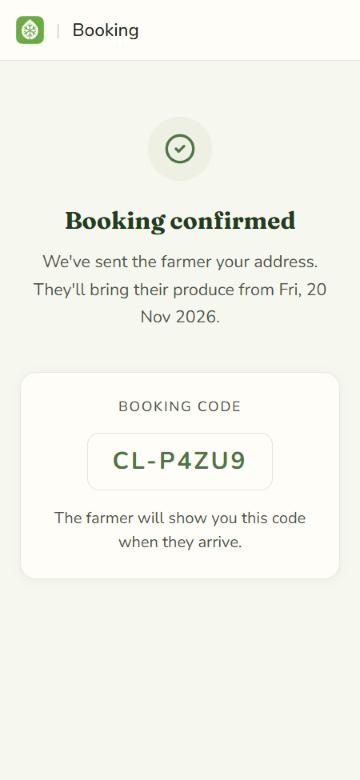 Booking
Booking confirmed
We've sent the farmer your address.
They'll bring their produce from Fri, 20
Nov 2026.
BOOKING CODE
CL-P4ZU9
The farmer will show you this code
when they arrive.